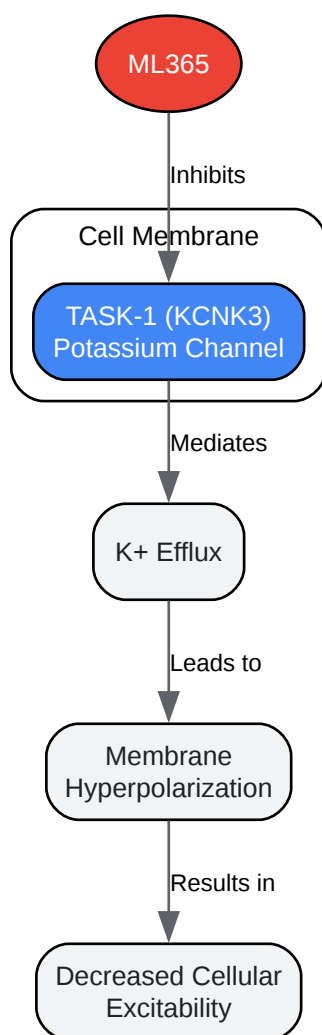 ML365
Inhibits
Cell Membrane
TASK-1 (KCNK3)
Potassium Channel
Mediates
K+ Efflux
Leads to
Membrane
Hyperpolarization
Results in
Decreased Cellular
Excitability